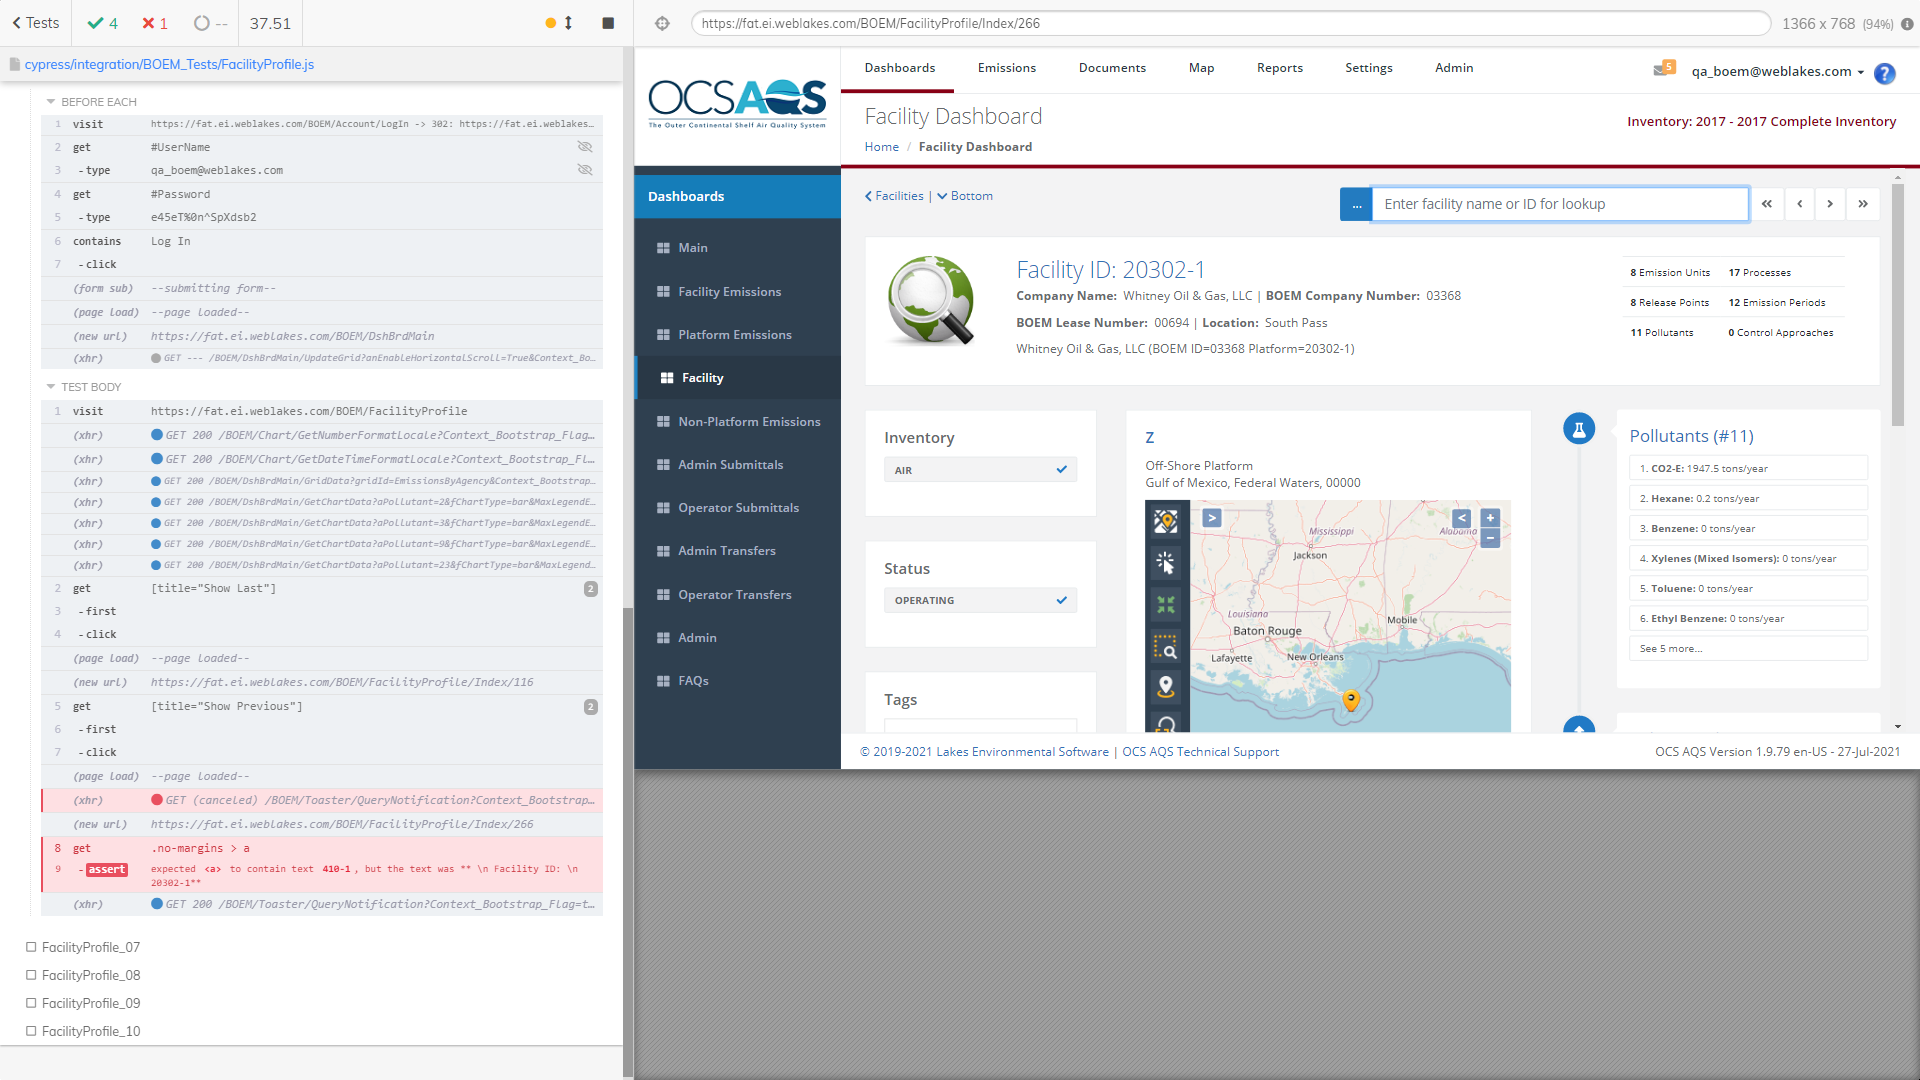 Tests
4
1
--
37.51
cypress/integration/BOEM_Tests/FacilityProfile.js
BEFORE EACH
1 visit https://fat.ei.weblakes.com/BOEM/Account/LogIn -> 302: https://fat.ei.weblakes...
2 get #UserName
3 -type qa_boem@weblakes.com
4 get #Password
5 -type e45eT%0n^SpXdsb2
6 contains Log In
7 -click
(form sub) --submitting form--
(page load) --page loaded--
(new url) https://fat.ei.weblakes.com/BOEM/DshBrdMain
(xhr) GET --- /BOEM/DshBrdMain/UpdateGrid?anEnableHorizontalScroll=True&Context_Bo...
TEST BODY
1 visit https://fat.ei.weblakes.com/BOEM/FacilityProfile
(xhr) GET 200 /BOEM/Chart/GetNumberFormatLocale?Context_Bootstrap_Flag...
(xhr) GET 200 /BOEM/Chart/GetDateTimeFormatLocale?Context_Bootstrap_Fl...
(xhr) GET 200 /BOEM/DshBrdMain/GridData?gridId=EmissionsByAgency&Context_Bootstrap...
(xhr) GET 200 /BOEM/DshBrdMain/GetChartData?aPollutant=2&fChartType=bar&MaxLegendE...
(xhr) GET 200 /BOEM/DshBrdMain/GetChartData?aPollutant=3&fChartType=bar&MaxLegendE...
(xhr) GET 200 /BOEM/DshBrdMain/GetChartData?aPollutant=9&fChartType=bar&MaxLegendE...
(xhr) GET 200 /BOEM/DshBrdMain/GetChartData?aPollutant=23&fChartType=bar&MaxLegend...
2 get [title="Show Last"] 2
3 -first
4 -click
(page load) --page loaded--
(new url) https://fat.ei.weblakes.com/BOEM/FacilityProfile/Index/116
5 get [title="Show Previous"] 2
6 -first
7 -click
(page load) --page loaded--
(xhr) GET (canceled) /BOEM/Toaster/QueryNotification?Context_Bootstrap...
(new url) https://fat.ei.weblakes.com/BOEM/FacilityProfile/Index/266
8 get .no-margins > a
9 -assert expected <a> to contain text 410-1, but the text was ** \n Facility ID: \n
20302-1**
(xhr) GET 200 /BOEM/Toaster/QueryNotification?Context_Bootstrap_Flag=t...
FacilityProfile_07
FacilityProfile_08
FacilityProfile_09
FacilityProfile_10
https://fat.ei.weblakes.com/BOEM/FacilityProfile/Index/266
1366 x 768 (94%)
OCSAQS
The Outer Continental Shelf Air Quality System
Dashboards
Emissions
Documents
Map
Reports
Settings
Admin
5
qa_boem@weblakes.com
?
Facility Dashboard
Home / Facility Dashboard
Inventory: 2017 - 2017 Complete Inventory
Dashboards
Main
Facility Emissions
Platform Emissions
Facility
Non-Platform Emissions
Admin Submittals
Operator Submittals
Admin Transfers
Operator Transfers
Admin
FAQs
Facilities | Bottom
...
Enter facility name or ID for lookup
Facility ID: 20302-1
Company Name: Whitney Oil & Gas, LLC | BOEM Company Number: 03368
BOEM Lease Number: 00694 | Location: South Pass
Whitney Oil & Gas, LLC (BOEM ID=03368 Platform=20302-1)
8 Emission Units 17 Processes
8 Release Points 12 Emission Periods
11 Pollutants 0 Control Approaches
Inventory
AIR
Status
OPERATING
Tags
Z
Off-Shore Platform
Gulf of Mexico, Federal Waters, 00000
>
<
+
−
Mississippi
Alabama
Jackson
Louisiana
Mobile
Baton Rouge
Lafayette
New Orleans
Pollutants (#11)
1. CO2-E: 1947.5 tons/year
2. Hexane: 0.2 tons/year
3. Benzene: 0 tons/year
4. Xylenes (Mixed Isomers): 0 tons/year
5. Toluene: 0 tons/year
6. Ethyl Benzene: 0 tons/year
See 5 more...
© 2019-2021 Lakes Environmental Software | OCS AQS Technical Support
OCS AQS Version 1.9.79 en-US - 27-Jul-2021